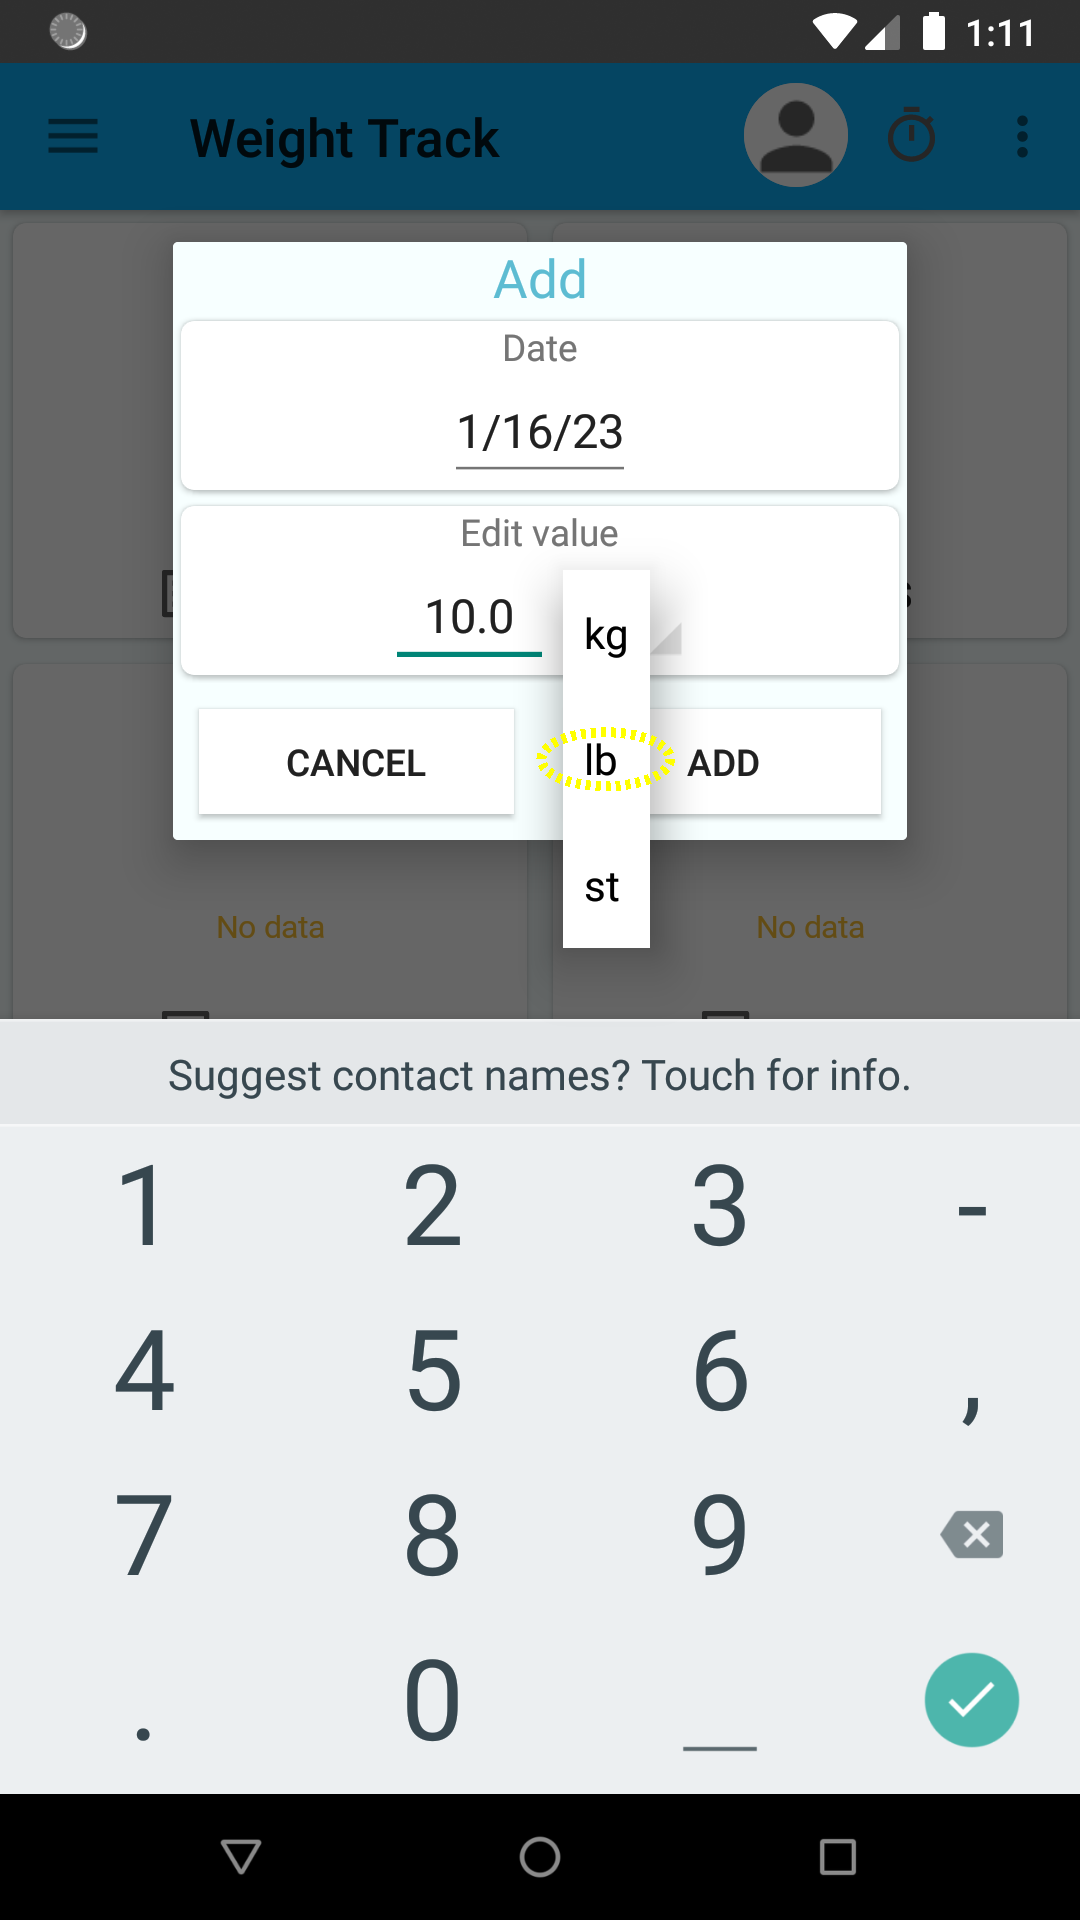 1:11
Weight Track
Add
Date
1/16/23
Edit value
10.0
kg
lb
st
CANCEL
ADD
No data
No data
Suggest contact names? Touch for info.
1 2 3 -
4 5 6 ,
7 8 9
. 0 _